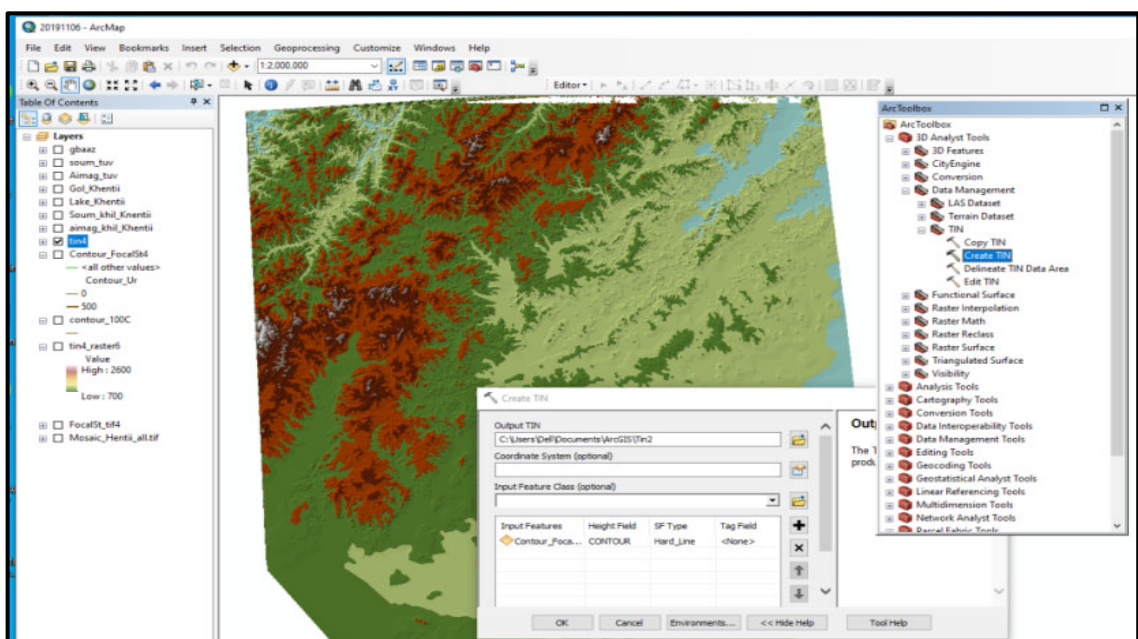 20191106 - ArcMap
File Edit View Bookmarks Insert Selection Geoprocessing Customize Windows Help
1:2.000.000
Editor
Table Of Contents
Layers
gbaaz
soum_tuv
Aimag_tuv
Gol_Khentii
Lake_Khentii
Soum_khil_Knentii
aimag_khil_Khentii
tin4
Contour_FocalSt4
<all other values>
Contour_Ur
0
500
contour_100C
tin4_raster6
Value
High : 2600
Low : 700
FocalSt_tif4
Mosaic_Hentii_all.tif
ArcToolbox
ArcToolbox
3D Analyst Tools
3D Features
CityEngine
Conversion
Data Management
LAS Dataset
Terrain Dataset
TIN
Copy TIN
Create TIN
Delineate TIN Data Area
Edit TIN
Functional Surface
Raster Interpolation
Raster Math
Raster Reclass
Raster Surface
Triangulated Surface
Visibility
Analysis Tools
Cartography Tools
Conversion Tools
Data Interoperability Tools
Data Management Tools
Editing Tools
Geocoding Tools
Geostatistical Analyst Tools
Linear Referencing Tools
Multidimension Tools
Network Analyst Tools
Parcel Fabric Tools
Create TIN
Output TIN
C:\Users\Dell\Documents\ArcGIS\Tin2
Coordinate System (optional)
Input Feature Class (optional)
Input Features Height Field SF Type Tag Field
Contour_Foca... CONTOUR Hard_Line <None>
OK Cancel Environments... << Hide Help Tool Help
Outp
The T
produ